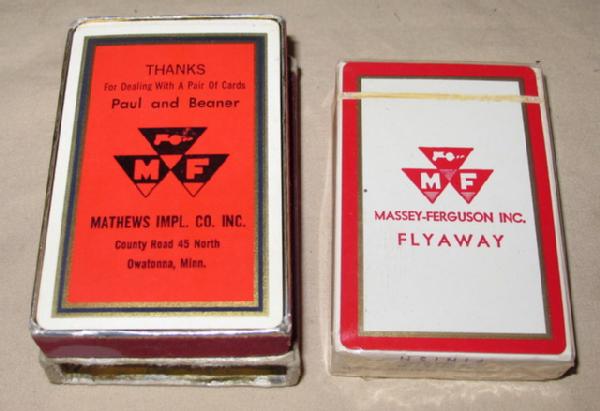 THANKS
For Dealing With A Pair Of Cards
Paul and Beaner
M F
MATHEWS IMPL. CO. INC.
County Road 45 North
Owatonna, Minn.
M F
MASSEY-FERGUSON INC.
FLYAWAY